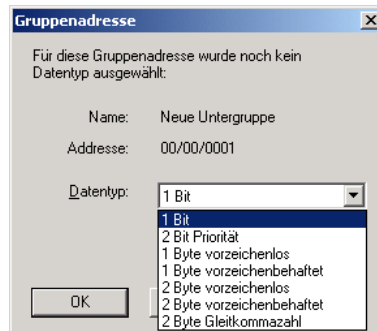 Gruppenadresse
Für diese Gruppenadresse wurde noch kein
Datentyp ausgewählt:
Name: Neue Untergruppe
Addresse: 00/00/0001
Datentyp: 1 Bit
1 Bit
2 Bit Priorität
1 Byte vorzeichenlos
1 Byte vorzeichenbehaftet
2 Byte vorzeichenlos
2 Byte vorzeichenbehaftet
2 Byte Gleitkommazahl
OK